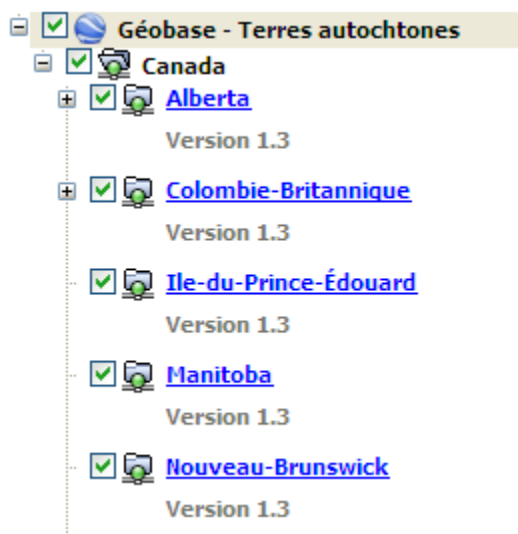 Géobase - Terres autochtones
Canada
Alberta
Version 1.3
Colombie-Britannique
Version 1.3
Ile-du-Prince-Édouard
Version 1.3
Manitoba
Version 1.3
Nouveau-Brunswick
Version 1.3